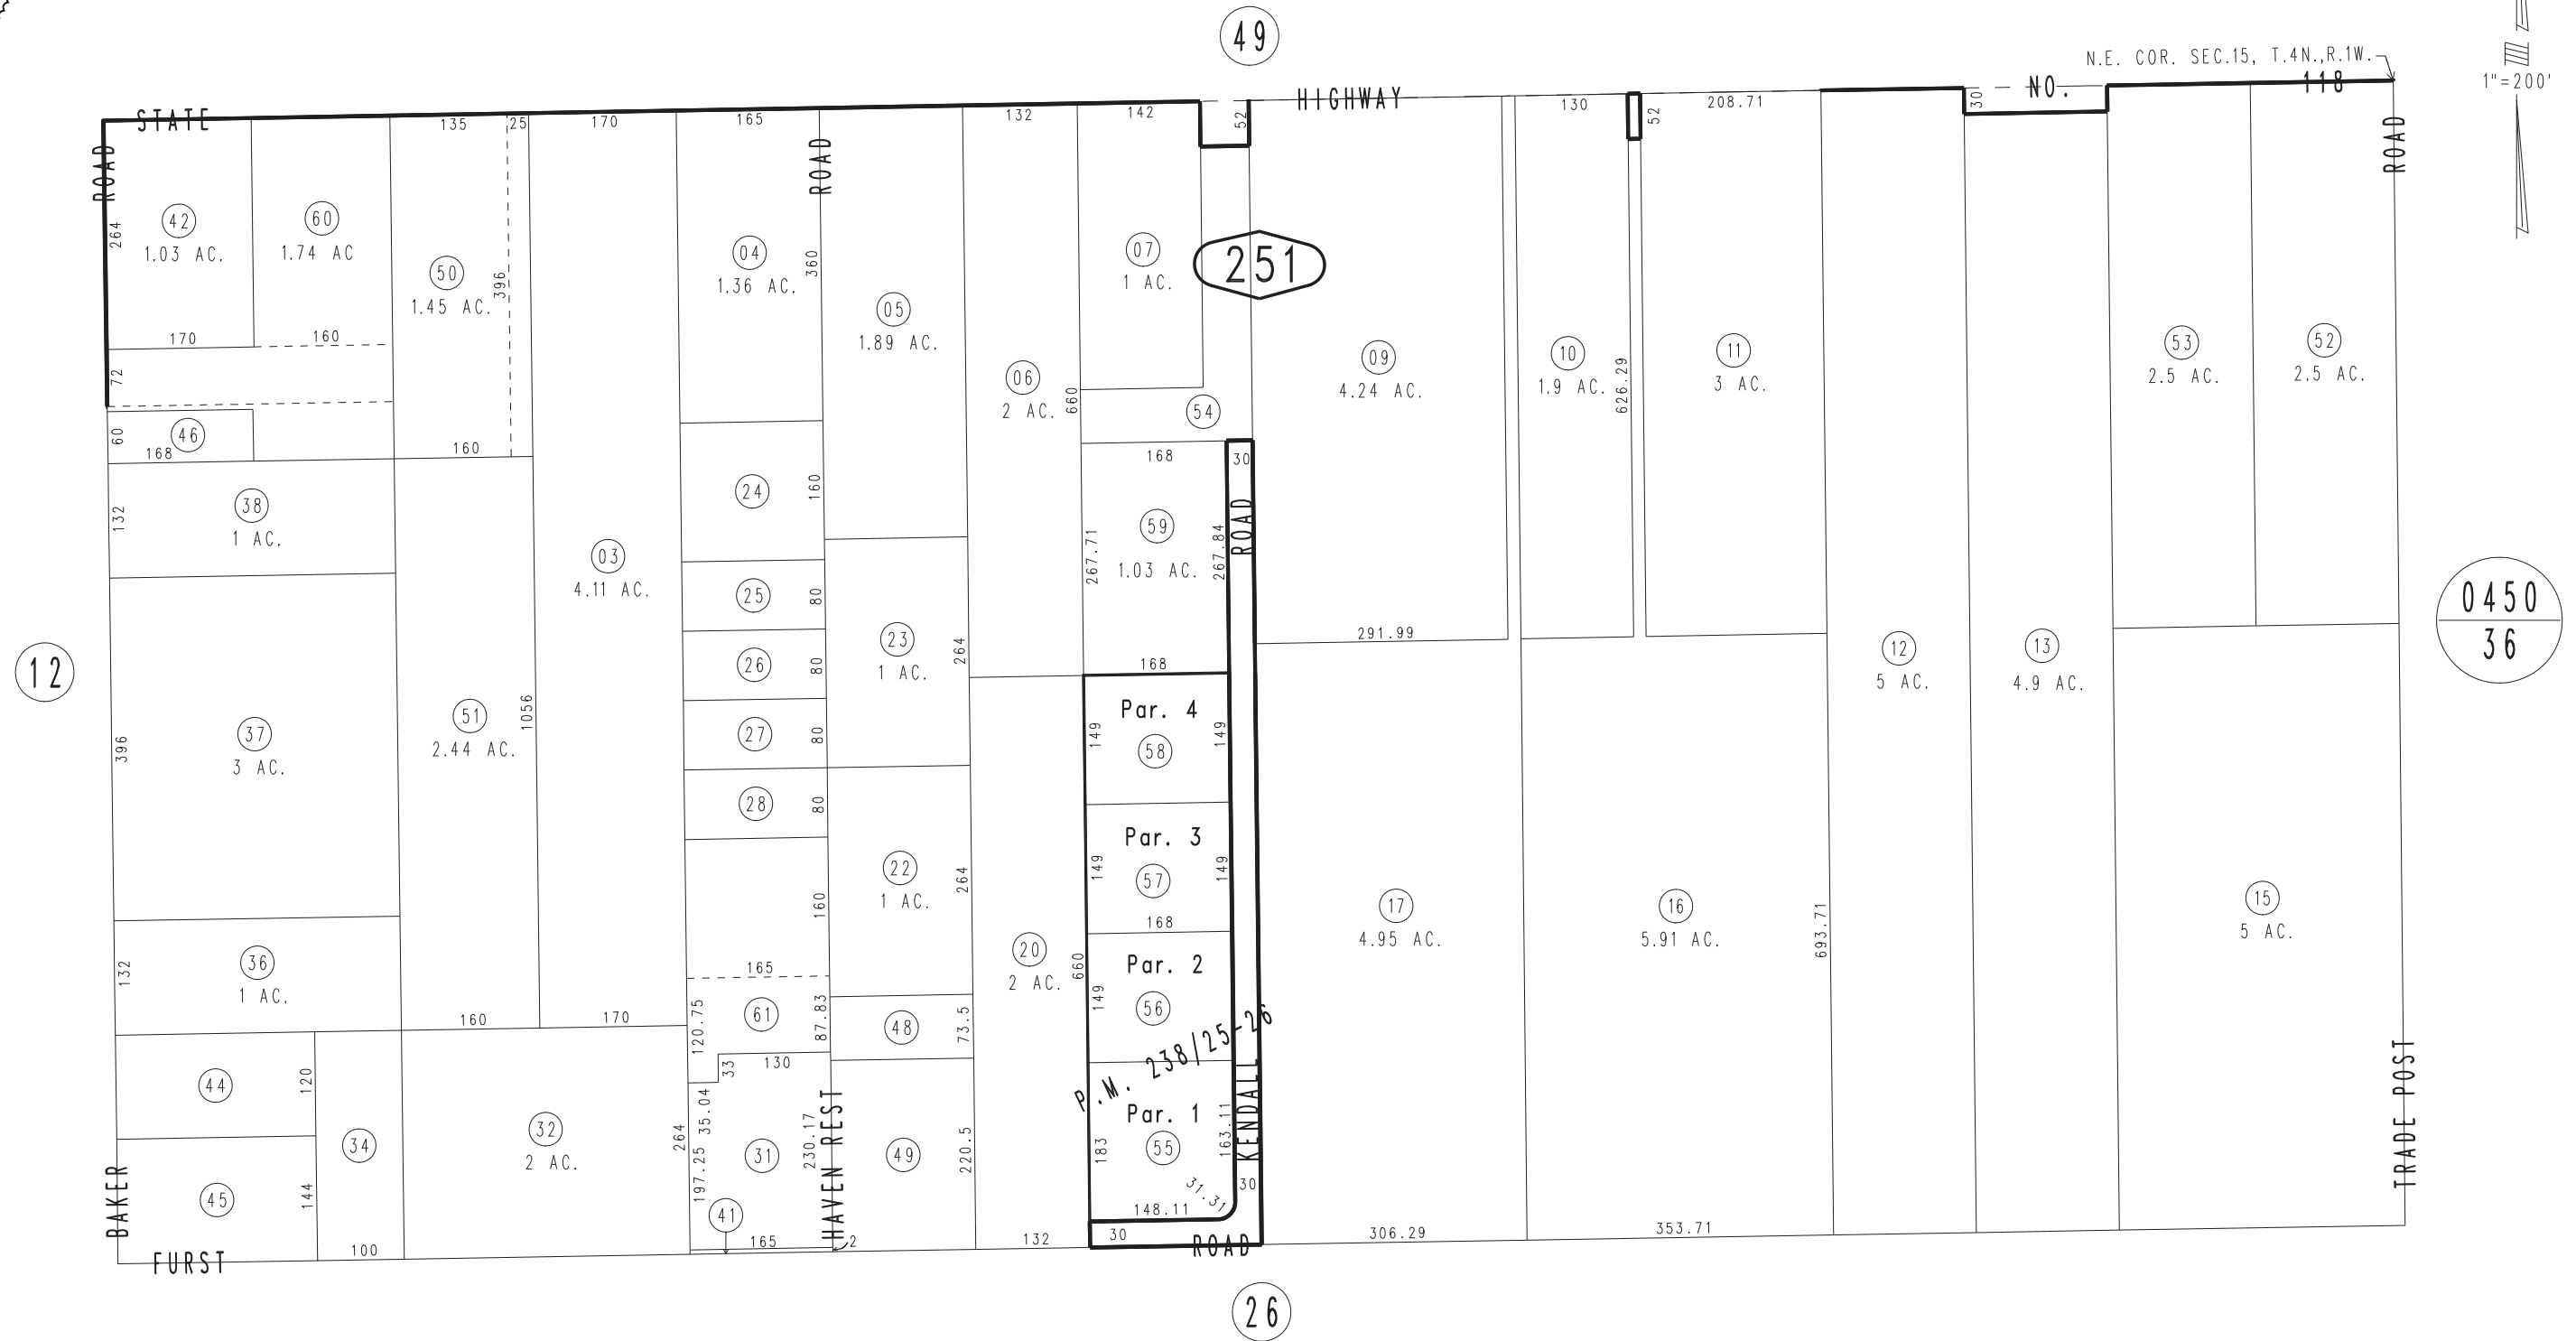 49
N.E. COR. SEC.15, T.4N.,R.1W.
1"=200'
STATE
HIGHWAY
NO.
118
ROAD
ROAD
ROAD
135
25
170
165
132
142
52
130
52
208.71
30
264
42
1.03 AC.
60
1.74 AC
50
1.45 AC.
396
04
1.36 AC.
360
07
1 AC.
251
05
1.89 AC.
170
160
72
06
2 AC.
660
09
4.24 AC.
10
1.9 AC.
626.29
11
3 AC.
53
2.5 AC.
52
2.5 AC.
54
60
46
168
160
168
30
38
1 AC.
132
24
160
59
1.03 AC.
267.71
267.84
ROAD
03
4.11 AC.
25
80
26
80
27
80
28
80
23
1 AC.
264
291.99
168
12
5 AC.
13
4.9 AC.
0450
36
12
37
3 AC.
396
51
2.44 AC.
1056
Par. 4
149
149
58
Par. 3
149
149
57
168
22
1 AC.
264
160
17
4.95 AC.
16
5.91 AC.
693.71
15
5 AC.
36
1 AC.
132
160
170
165
120.75
61
87.83
48
73.5
20
2 AC.
660
Par. 2
149
56
P.M. 238/25-26
44
120
34
45
144
32
2 AC.
264
33
130
35.04
197.25
31
230.17
49
220.5
Par. 1
183
163.11
55
31.31
148.11
30
KENDALL
30
BAKER
HAVEN REST
TRADE POST
41
165
2
100
132
306.29
353.71
FURST
ROAD
26